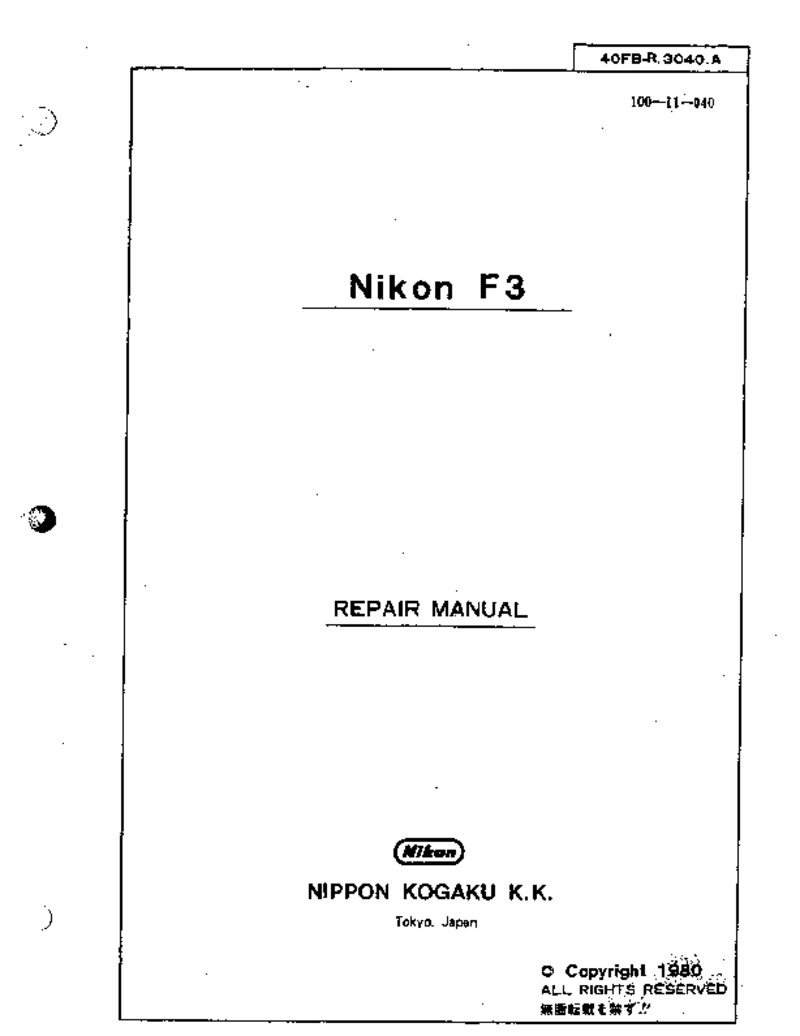 40FB-R.3040.A
100-11-040
Nikon F3
REPAIR MANUAL
Nikon
NIPPON KOGAKU K.K.
Tokyo. Japan
© Copyright 1980
ALL RIGHTS RESERVED
無断転載を禁ず!!